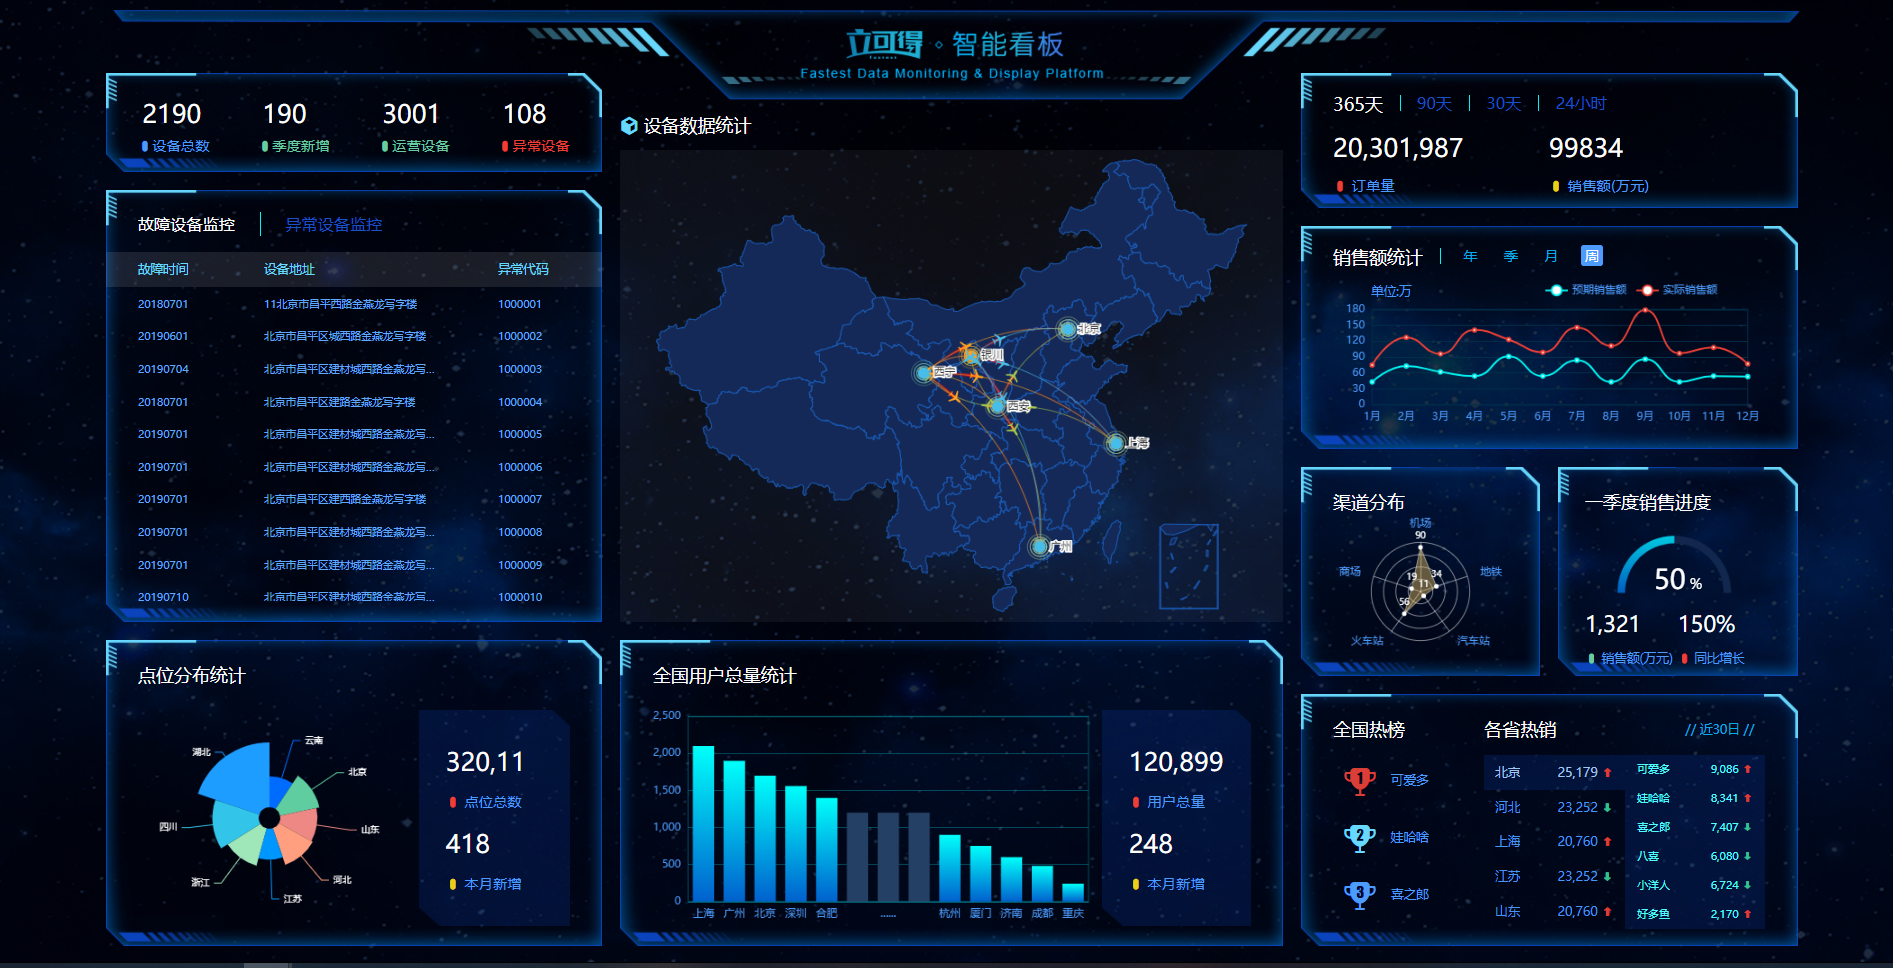 立可得 · 智能看板
Fastest Data Monitoring & Display Platform
2190 190 3001 108
设备总数 季度新增 运营设备 异常设备
故障设备监控 异常设备监控
故障时间 设备地址 异常代码
20180701 11北京市昌平西路金燕龙写字楼 1000001
20190601 北京市昌平区城西路金燕龙写字楼 1000002
20190704 北京市昌平区建材城西路金燕龙写... 1000003
20180701 北京市昌平区建路金燕龙写字楼 1000004
20190701 北京市昌平区建材城西路金燕龙写... 1000005
20190701 北京市昌平区建材城西路金燕龙写... 1000006
20190701 北京市昌平区建西路金燕龙写字楼 1000007
20190701 北京市昌平区建材城西路金燕龙写... 1000008
20190701 北京市昌平区建材城西路金燕龙写... 1000009
20190710 北京市昌平区建材城西路金燕龙写... 1000010
点位分布统计
云南
湖北
北京
四川
山东
浙江
河北
江苏
320,11
点位总数
418
本月新增
设备数据统计
北京
银川
西宁
西安
上海
广州
全国用户总量统计
2,500
2,000
1,500
1,000
500
0
上海 广州 北京 深圳 合肥 ...... 杭州 厦门 济南 成都 重庆
120,899
用户总量
248
本月新增
365天 90天 30天 24小时
20,301,987 99834
订单量 销售额(万元)
销售额统计 年 季 月 周
单位:万 预期销售额 实际销售额
180
150
120
90
60
30
0
1月 2月 3月 4月 5月 6月 7月 8月 9月 10月 11月 12月
渠道分布
机场
90
商场 19 34 地铁
11
56
火车站 汽车站
一季度销售进度
50 %
1,321 150%
销售额(万元) 同比增长
全国热榜
1 可爱多
2 娃哈哈
3 喜之郎
各省热销 // 近30日 //
北京 25,179
河北 23,252
上海 20,760
江苏 23,252
山东 20,760
可爱多 9,086
娃哈哈 8,341
喜之郎 7,407
八喜 6,080
小洋人 6,724
好多鱼 2,170